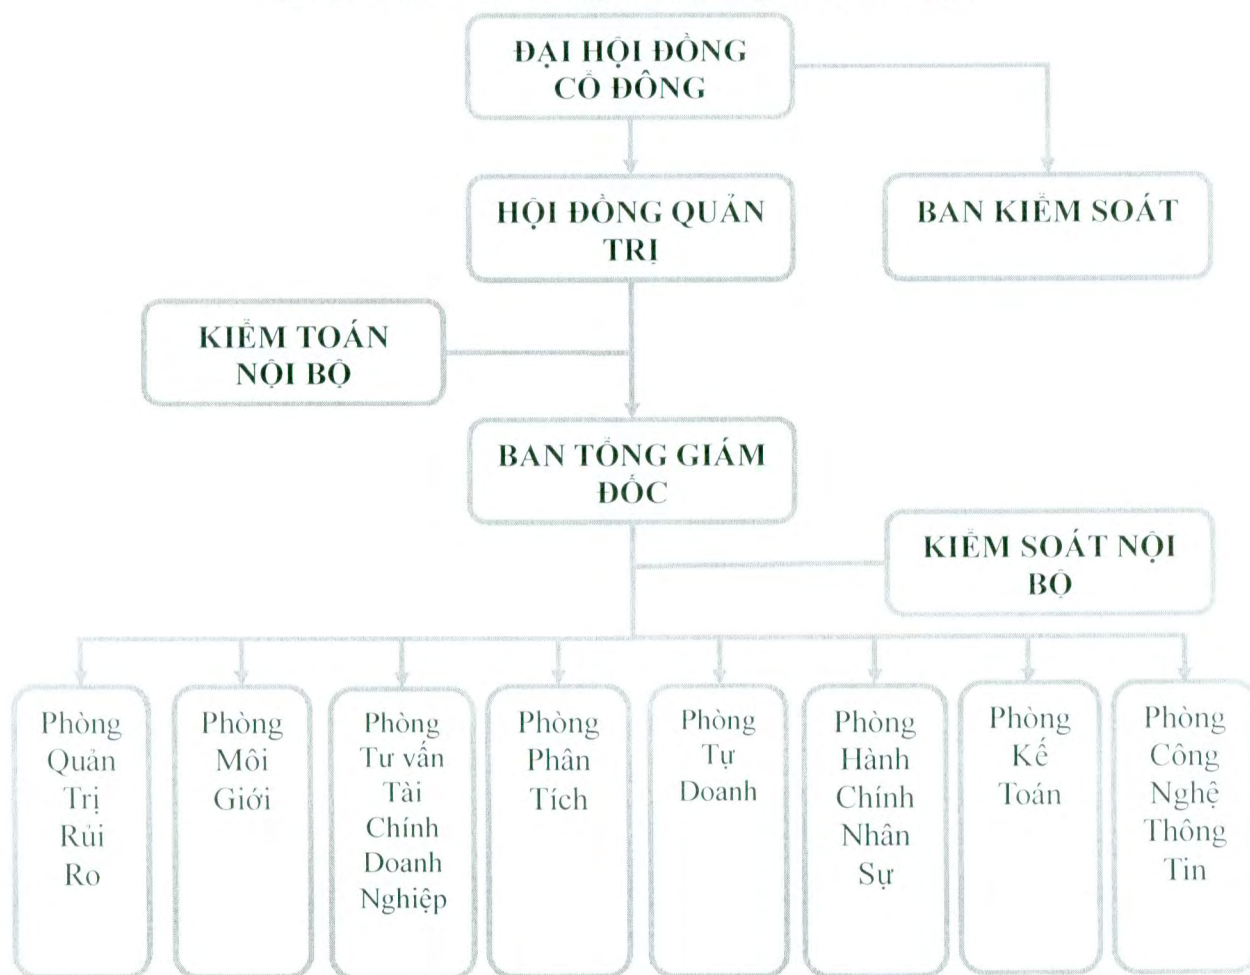 ĐẠI HỘI ĐỒNG
CỔ ĐÔNG
HỘI ĐỒNG QUẢN
TRỊ
BAN KIỂM SOÁT
KIỂM TOÁN
NỘI BỘ
BAN TỔNG GIÁM
ĐỐC
KIỂM SOÁT NỘI
BỘ
Phòng
Quản
Trị
Rủi
Ro
Phòng
Môi
Giới
Phòng
Tư vấn
Tài
Chính
Doanh
Nghiệp
Phòng
Phân
Tích
Phòng
Tự
Doanh
Phòng
Hành
Chính
Nhân
Sự
Phòng
Kế
Toán
Phòng
Công
Nghệ
Thông
Tin